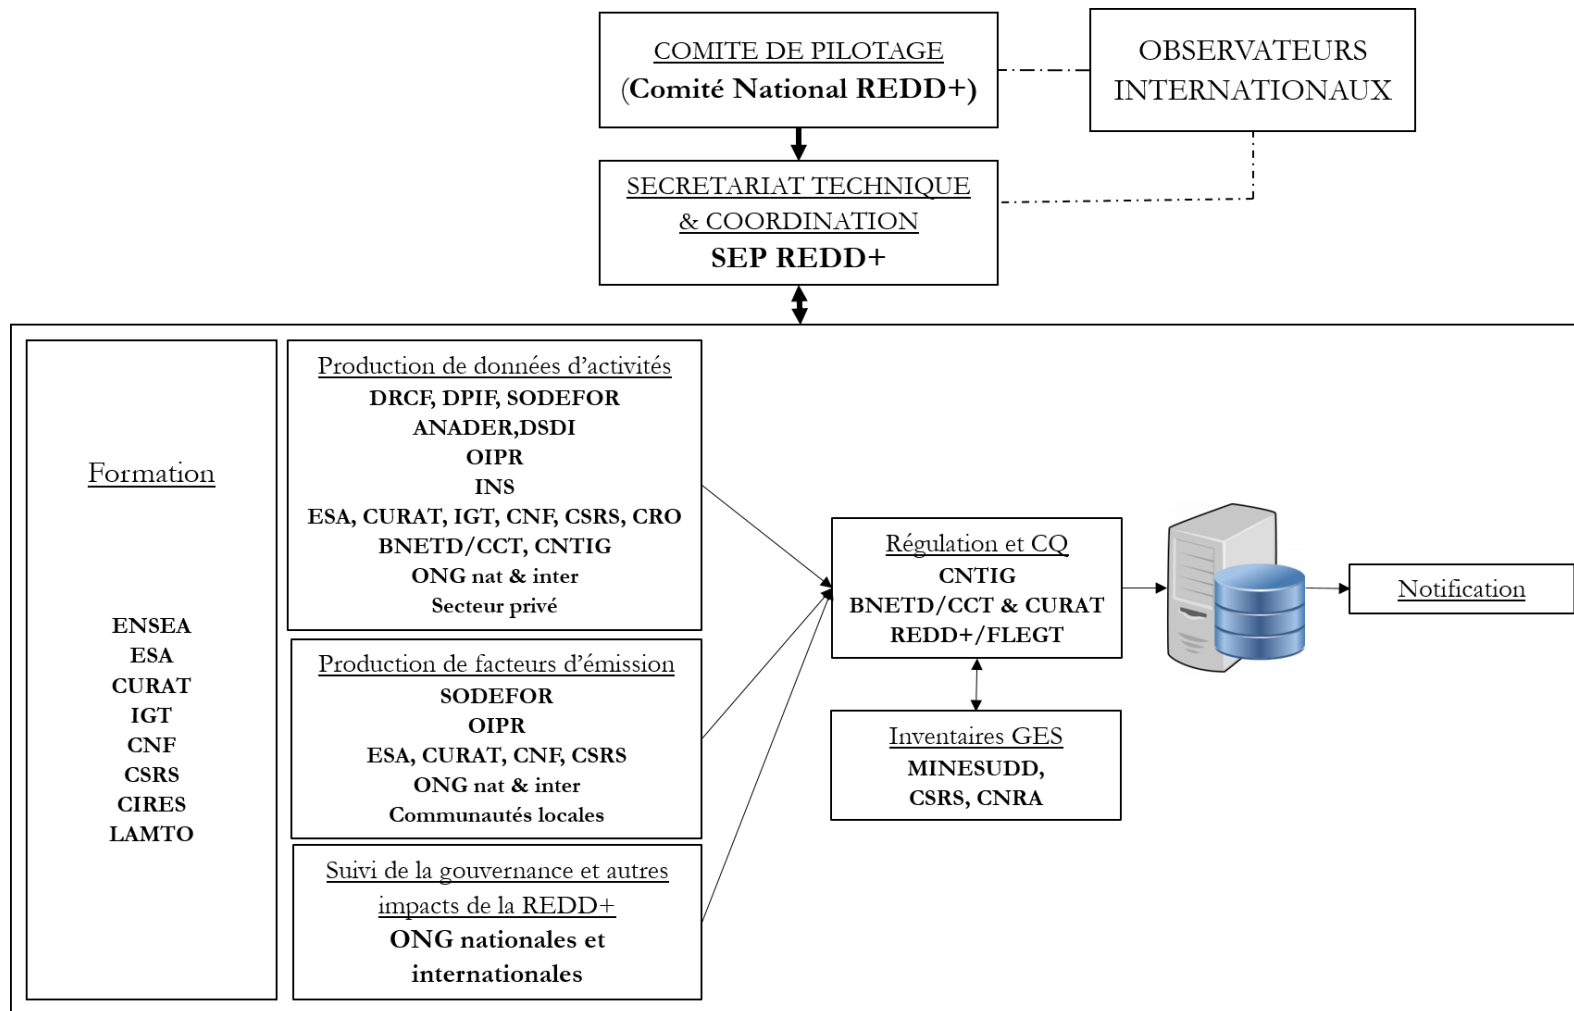 COMITE DE PILOTAGE
(Comité National REDD+)
OBSERVATEURS
INTERNATIONAUX
SECRETARIAT TECHNIQUE
& COORDINATION
SEP REDD+
Formation
ENSEA
ESA
CURAT
IGT
CNF
CSRS
CIRES
LAMTO
Production de données d’activités
DRCF, DPIF, SODEFOR
ANADER,DSDI
OIPR
INS
ESA, CURAT, IGT, CNF, CSRS, CRO
BNETD/CCT, CNTIG
ONG nat & inter
Secteur privé
Production de facteurs d’émission
SODEFOR
OIPR
ESA, CURAT, CNF, CSRS
ONG nat & inter
Communautés locales
Suivi de la gouvernance et autres
impacts de la REDD+
ONG nationales et
internationales
Régulation et CQ
CNTIG
BNETD/CCT & CURAT
REDD+/FLEGT
Inventaires GES
MINESUDD,
CSRS, CNRA
Notification